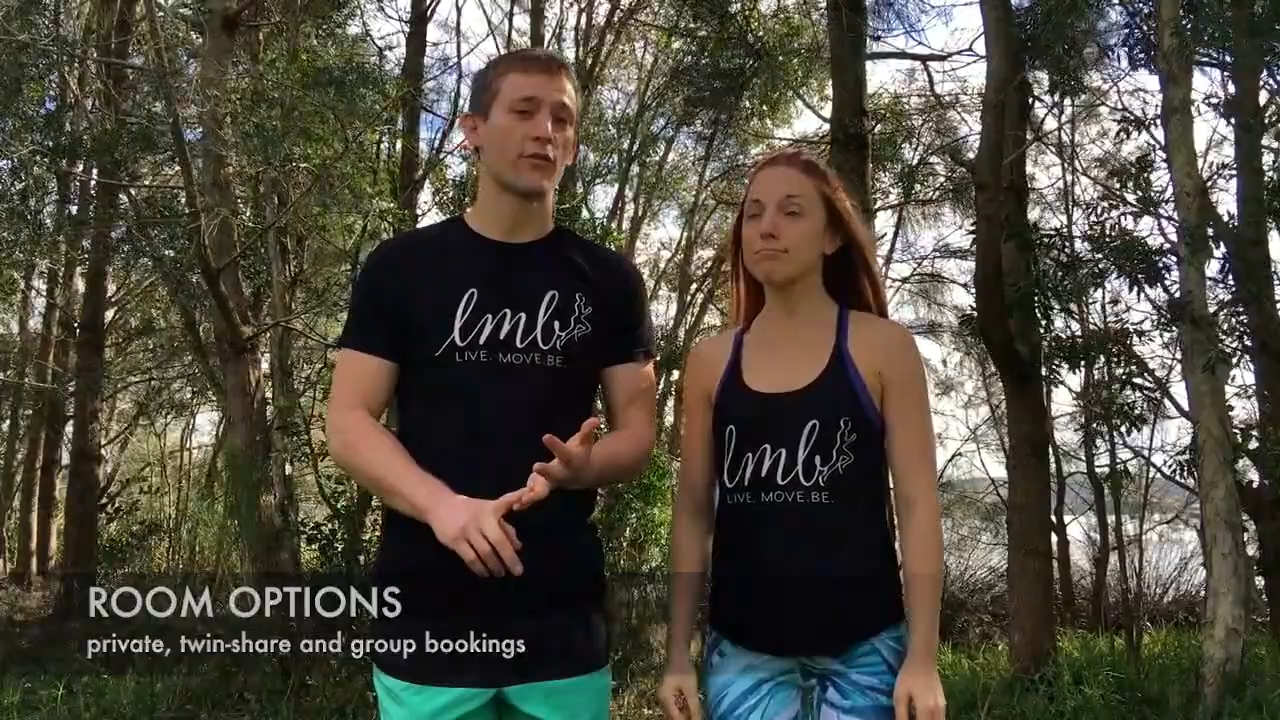 lmb
LIVE. MOVE.BE.
lmb
LIVE. MOVE.BE.
ROOM OPTIONS
private, twin-share and group bookings